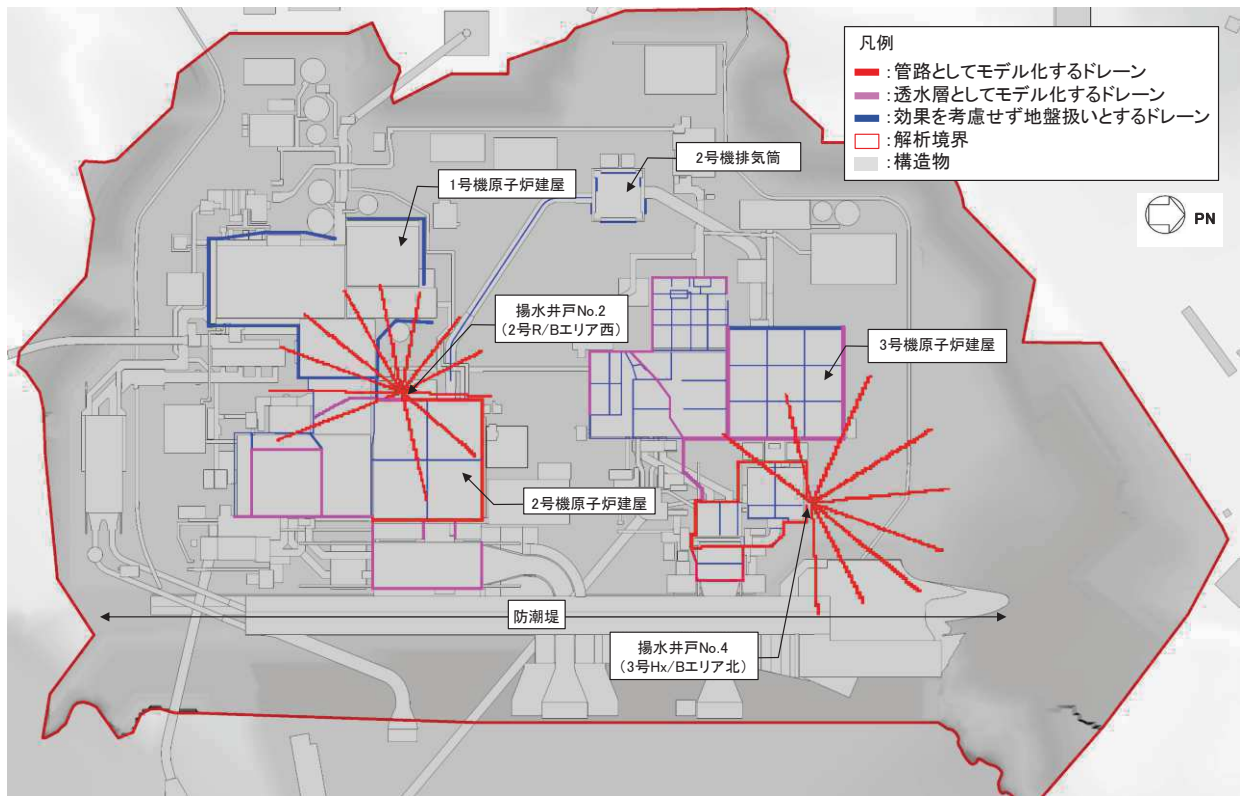 凡例
：管路としてモデル化するドレーン
：透水層としてモデル化するドレーン
：効果を考慮せず地盤扱いとするドレーン
：解析境界
：構造物
PN
2号機排気筒
1号機原子炉建屋
揚水井戸No.2
（2号R/Bエリア西）
3号機原子炉建屋
2号機原子炉建屋
防潮堤
揚水井戸No.4
（3号Hx/Bエリア北）